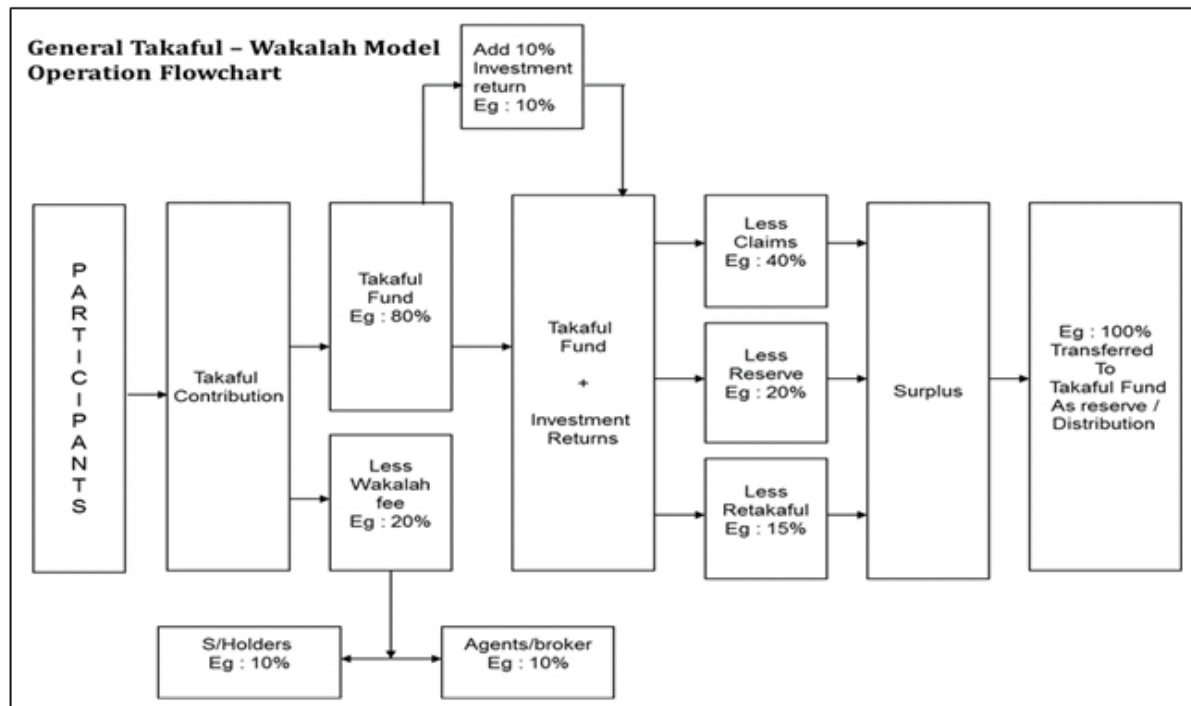 General Takaful – Wakalah Model
Operation Flowchart
Add 10%
Investment
return
Eg : 10%
PARTICIPANTS
Takaful
Contribution
Takaful
Fund
Eg : 80%
Less
Wakalah
fee
Eg : 20%
S/Holders
Eg : 10%
Agents/broker
Eg : 10%
Takaful
Fund
+
Investment
Returns
Less
Claims
Eg : 40%
Less
Reserve
Eg : 20%
Less
Retakaful
Eg : 15%
Surplus
Eg : 100%
Transferred
To
Takaful Fund
As reserve /
Distribution